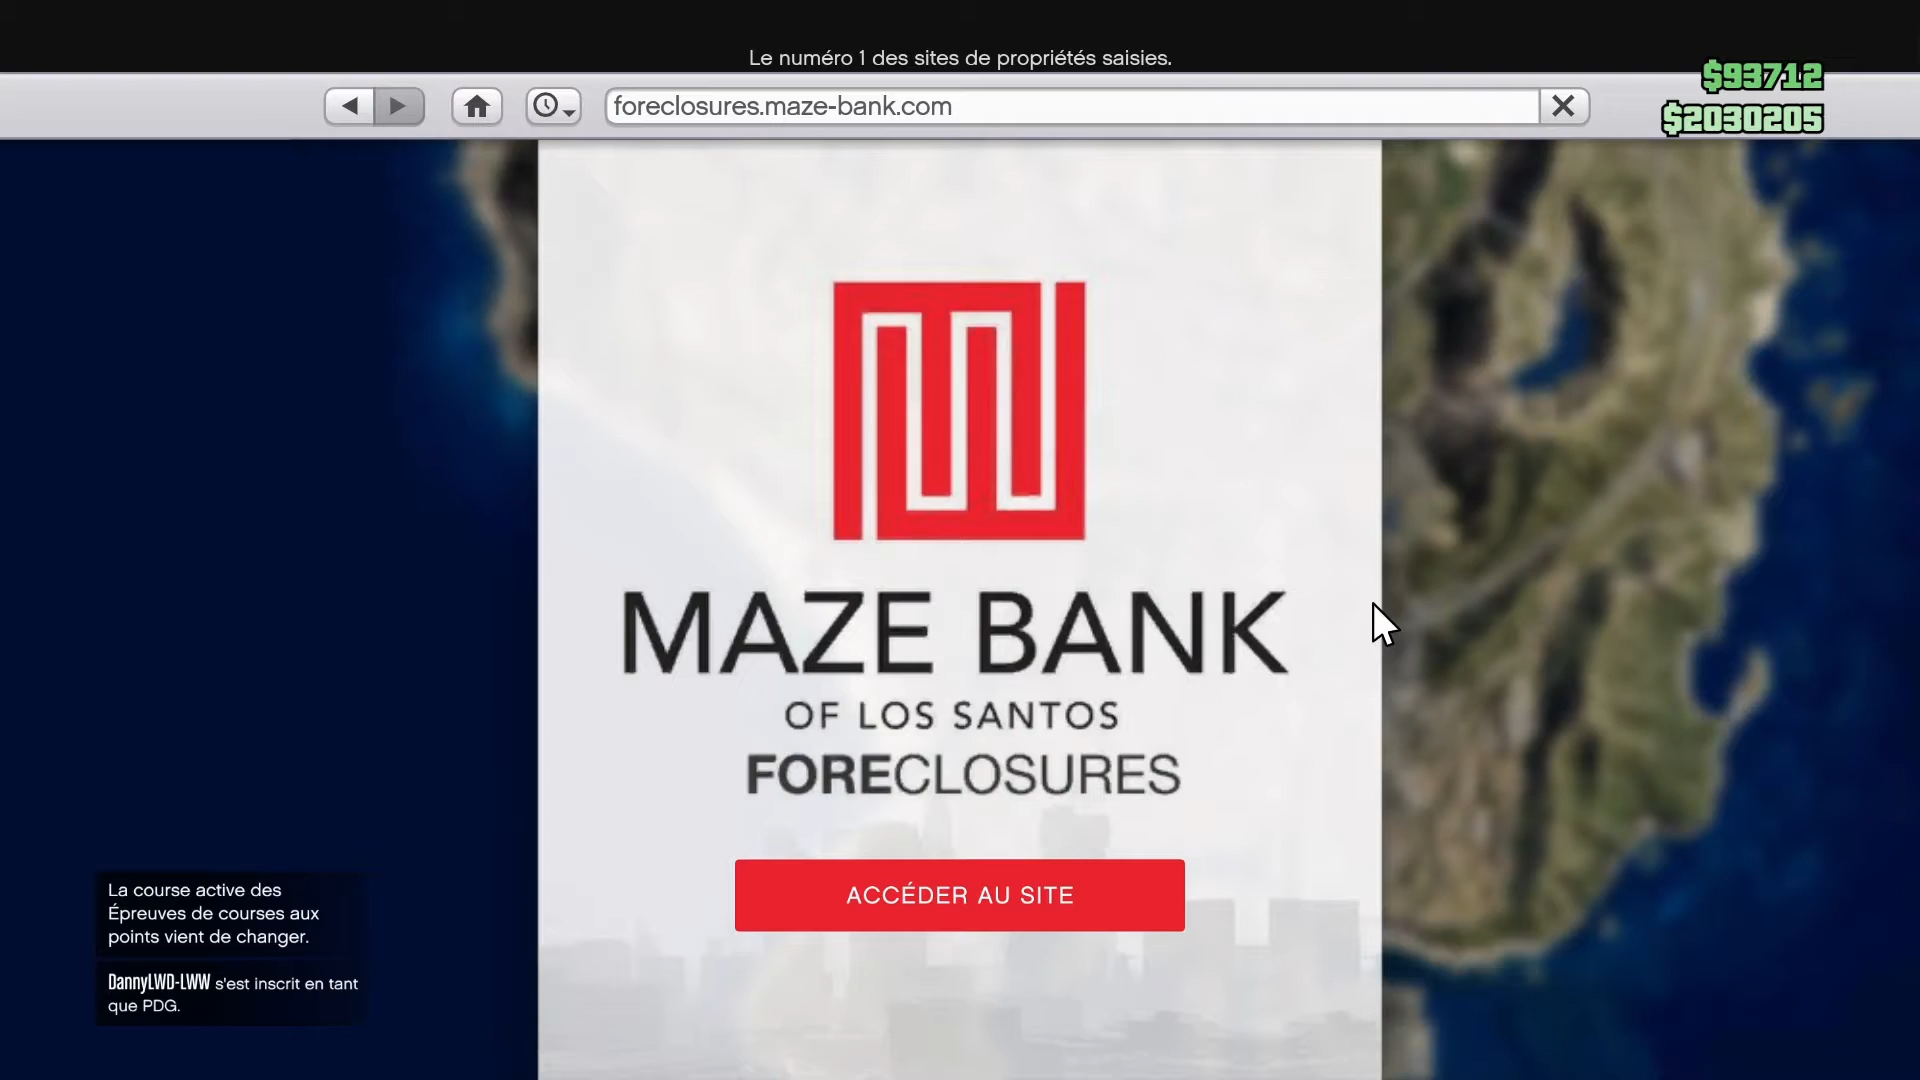 Le numéro 1 des sites de propriétés saisies.
$93712
foreclosures.maze-bank.com
$2030205
MAZE BANK
OF LOS SANTOS
FORECLOSURES
ACCÉDER AU SITE
La course active des
Épreuves de courses aux
points vient de changer.
DannyLWD-LWW s'est inscrit en tant
que PDG.